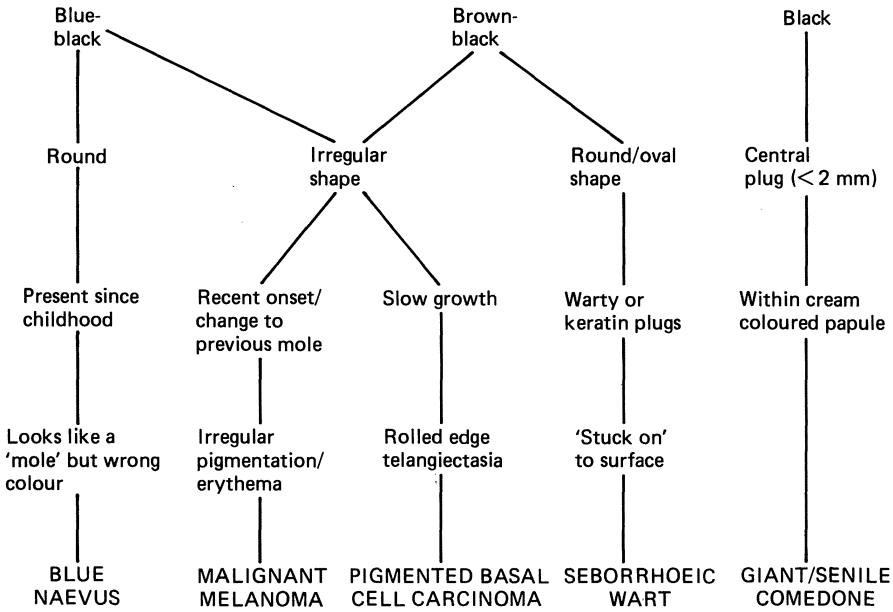 Blue-
black
Brown-
black
Black
Round
Irregular
shape
Round/oval
shape
Central
plug (< 2 mm)
Present since
childhood
Recent onset/
change to
previous mole
Slow growth
Warty or
keratin plugs
Within cream
coloured papule
Looks like a
'mole' but wrong
colour
Irregular
pigmentation/
erythema
Rolled edge
telangiectasia
'Stuck on'
to surface
BLUE
NAEVUS
MALIGNANT
MELANOMA
PIGMENTED BASAL
CELL CARCINOMA
SEBORRHOEIC
WART
GIANT/SENILE
COMEDONE